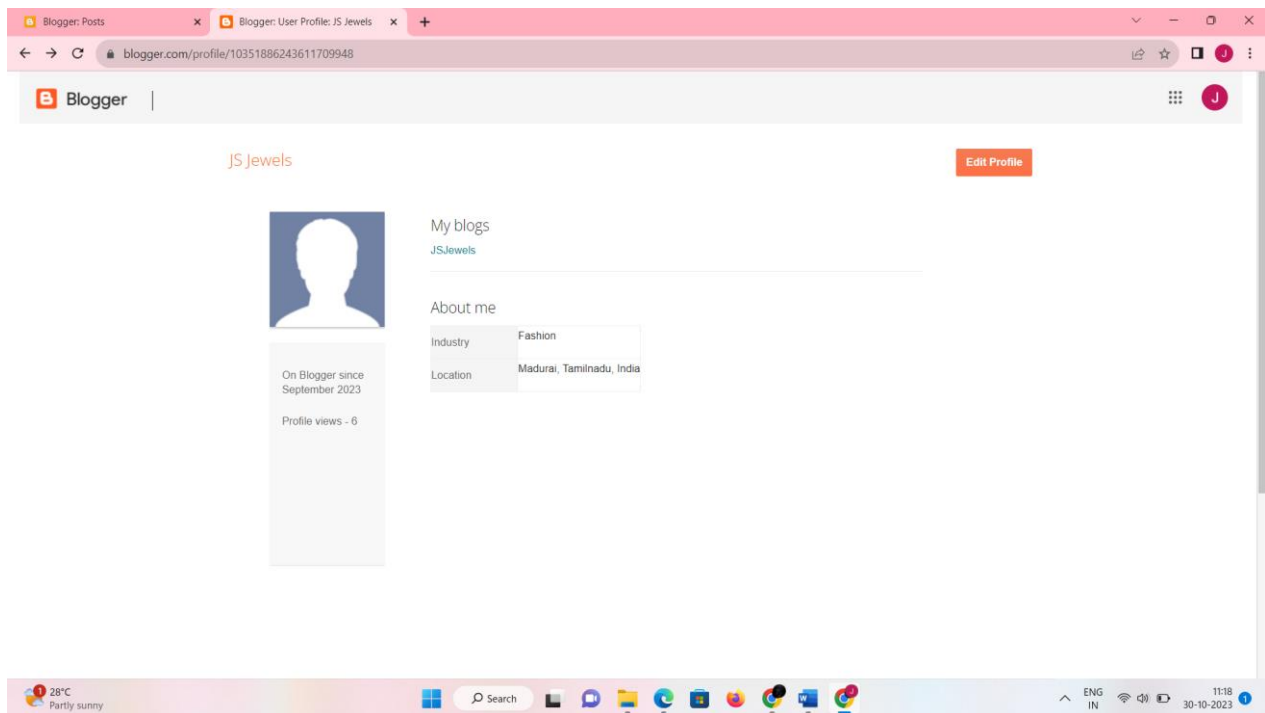 Blogger: Posts
Blogger: User Profile: JS Jewels
blogger.com/profile/10351886243611709948
J
Blogger
J
JS Jewels
Edit Profile
My blogs
JSJewels
About me
Industry
Fashion
Location
Madurai, Tamilnadu, India
On Blogger since
September 2023
Profile views - 6
1
28°C
Partly sunny
Search
ENG
IN
11:18
30-10-2023
1